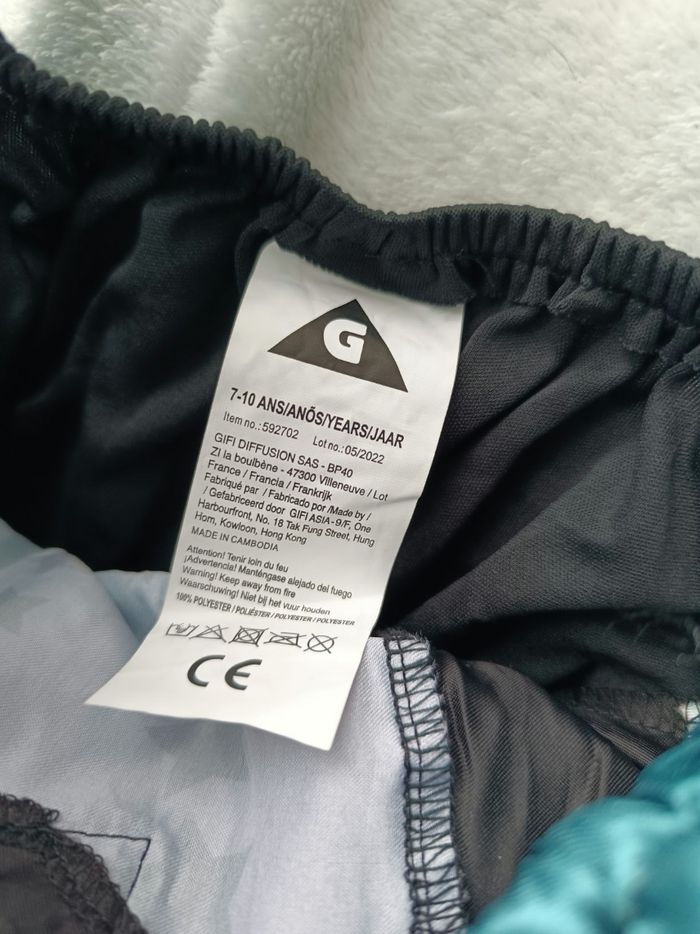 G
7-10 ANS/ANÕS/YEARS/JAAR
Item no.:592702 Lot no.:05/2022
GIFI DIFFUSION SAS - BP40
ZI la boulbène - 47300 Villeneuve / Lot
France / Francia / Frankrijk
Fabriqué par / Fabricado por /Made by /
/ Gefabriceerd door GIFI ASIA-9/F, One
Harbourfront, No. 18 Tak Fung Street, Hung
Hom, Kowloon, Hong Kong
MADE IN CAMBODIA
Attention! Tenir loin du feu
¡Advertencia! Manténgase alejado del fuego
Warning! Keep away from fire
Waarschuwing! Niet bij het vuur houden
100% POLYESTER / POLIÉSTER / POLYESTER / POLYESTER
CE